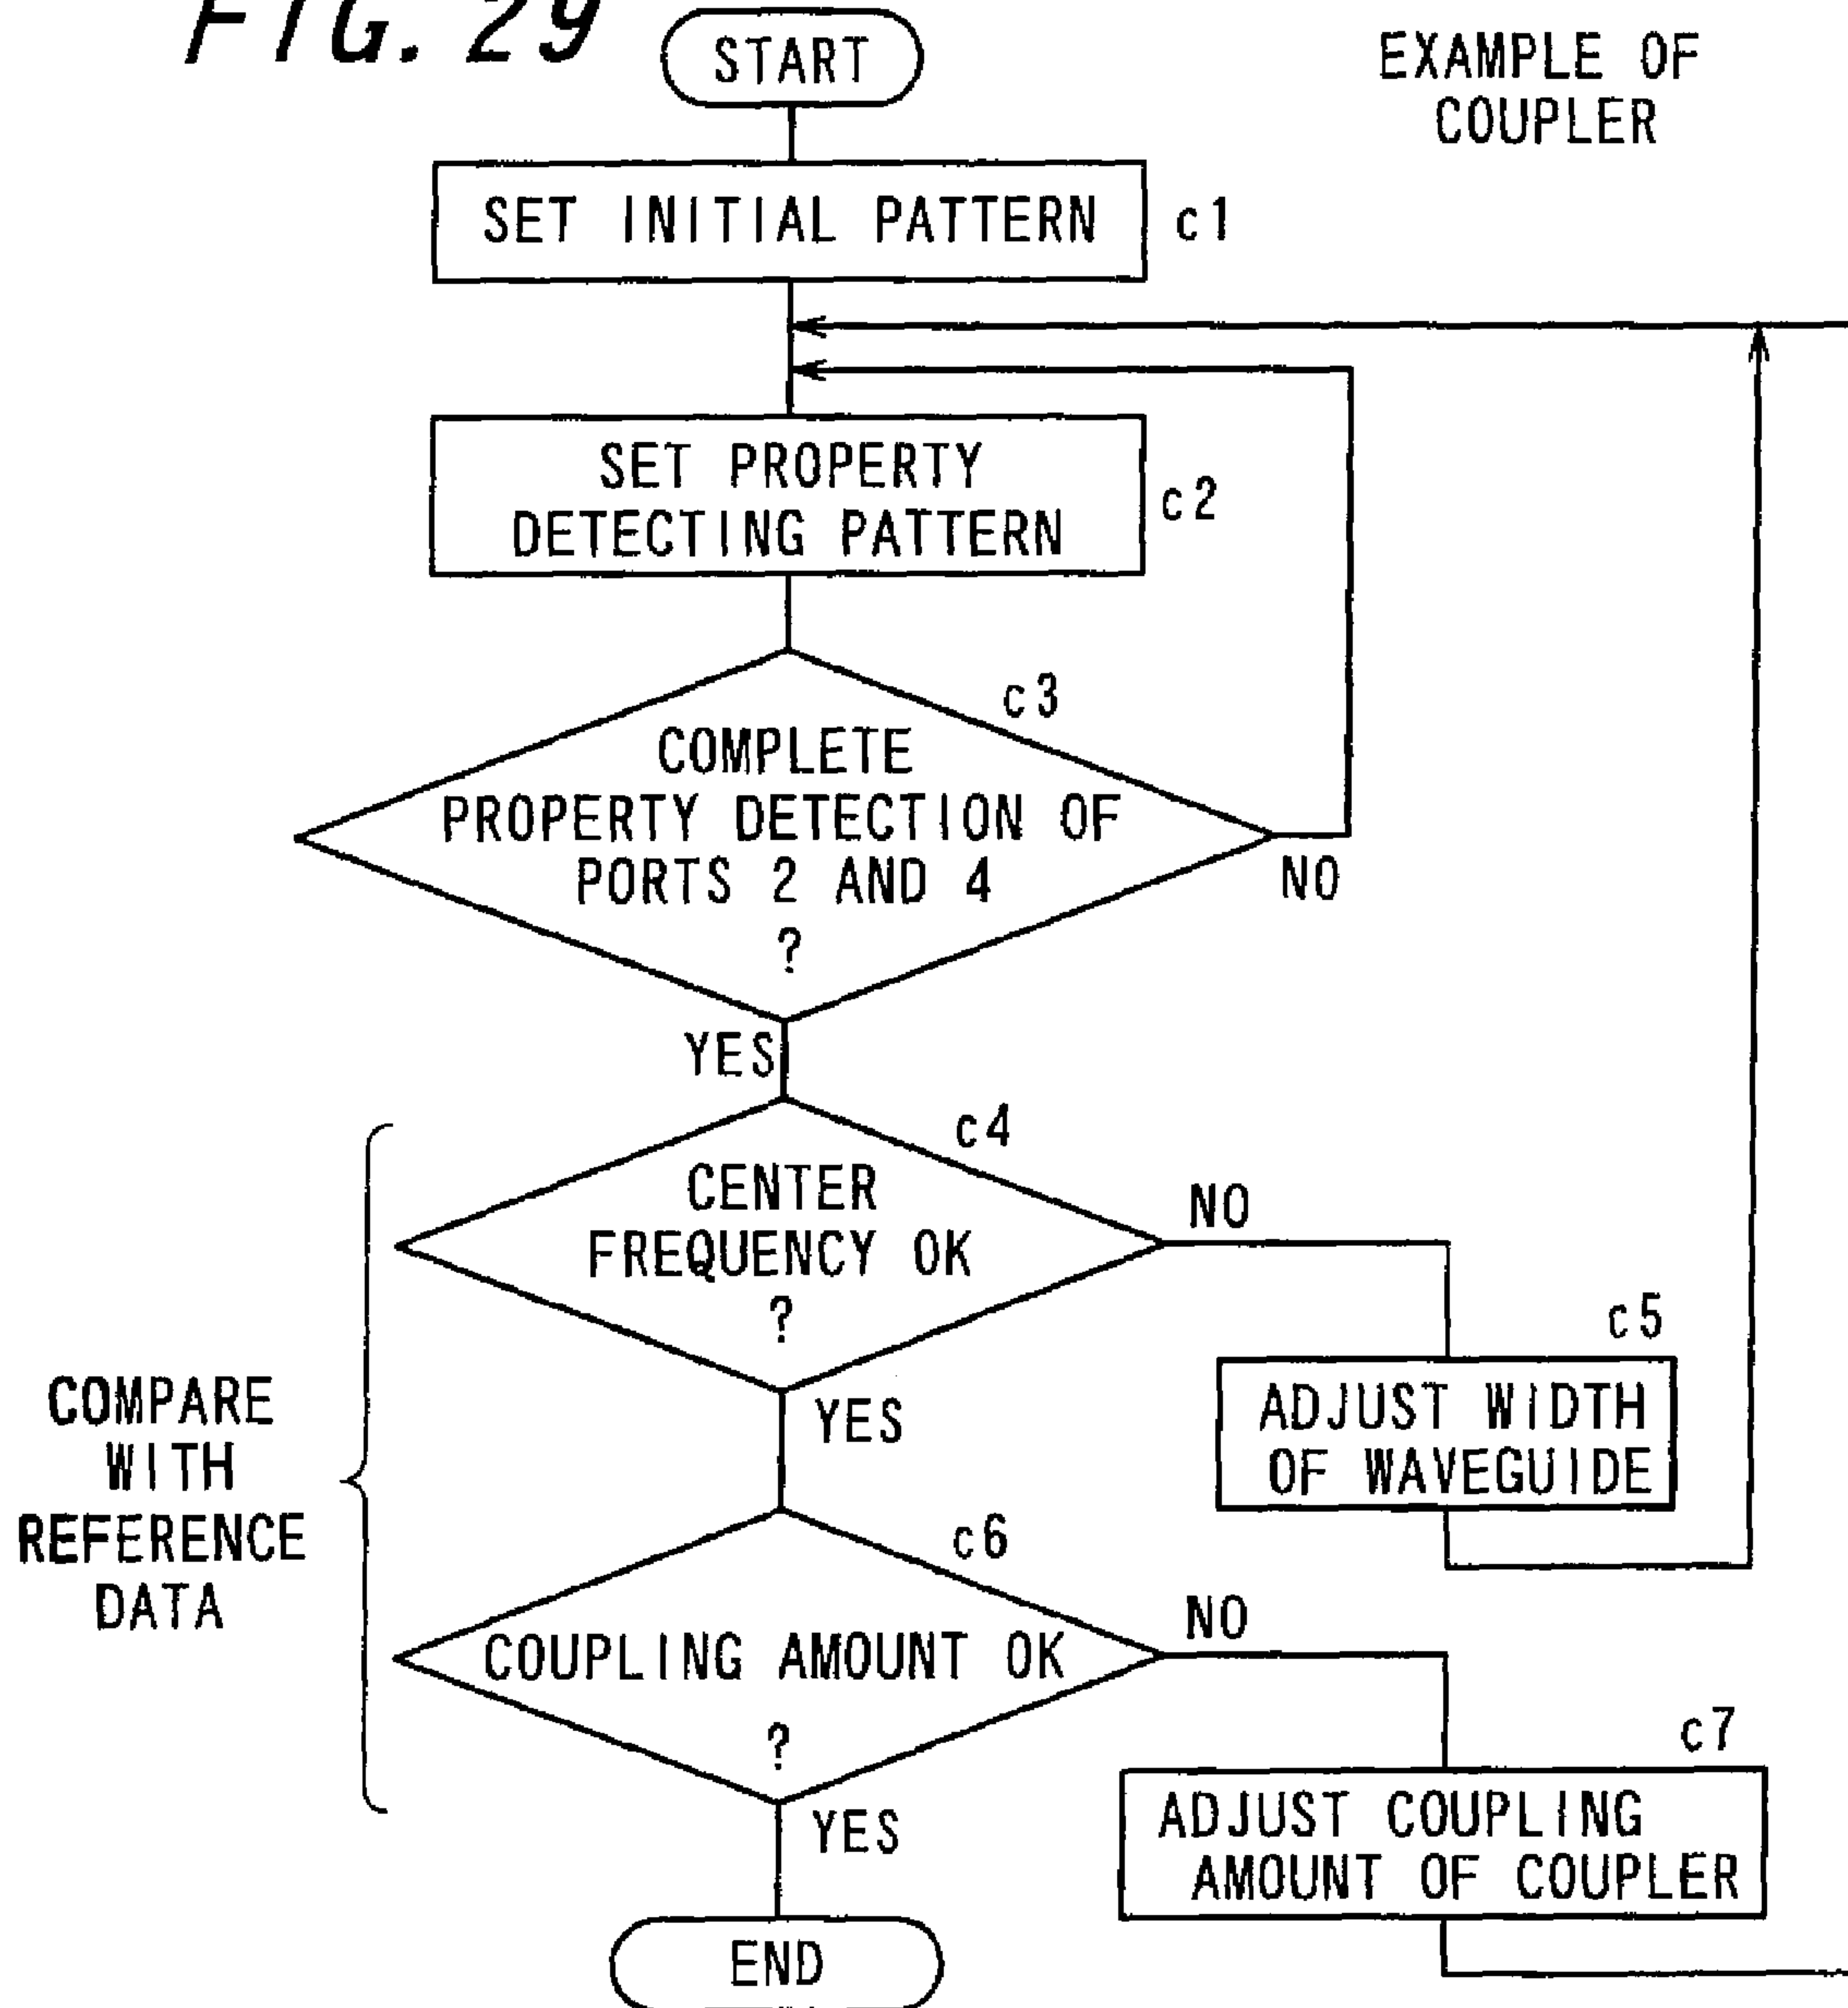 FIG. 29
START
EXAMPLE OF
COUPLER
SET INITIAL PATTERN
c1
SET PROPERTY
DETECTING PATTERN
c2
c3
COMPLETE
PROPERTY DETECTION OF
PORTS 2 AND 4
?
NO
YES
c4
CENTER
FREQUENCY OK
?
NO
c5
ADJUST WIDTH
OF WAVEGUIDE
YES
COMPARE
WITH
REFERENCE
DATA
c6
COUPLING AMOUNT OK
?
NO
c7
ADJUST COUPLING
AMOUNT OF COUPLER
YES
END